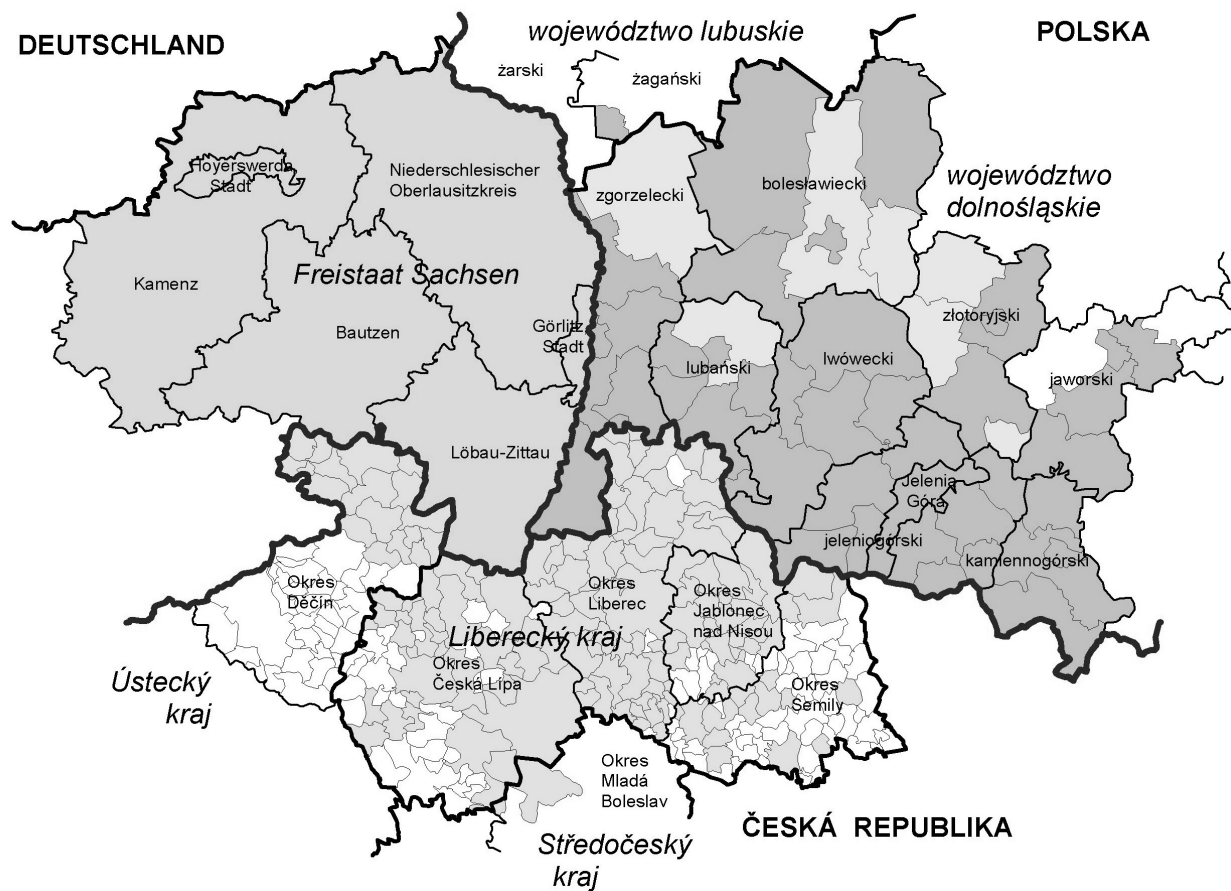 DEUTSCHLAND
województwo lubuskie
POLSKA
żarski
żagański
Hoyerswerda
Stadt
Niederschlesischer
Oberlausitzkreis
zgorzelecki
bolesławiecki
województwo
dolnośląskie
Kamenz
Freistaat Sachsen
Bautzen
Görlitz,
Stadt
złotoryjski
lubański
lwówecki
jaworski
Löbau-Zittau
Jelenia
Góra
jeleniogórski
kamiennogórski
Okres
Děčín
Okres
Liberec
Okres
Jablonec
nad Nisou
Liberecký kraj
Okres
Česká Lípa
Ústecký
kraj
Okres
Semily
Okres
Mladá
Boleslav
ČESKÁ REPUBLIKA
Středočeský
kraj